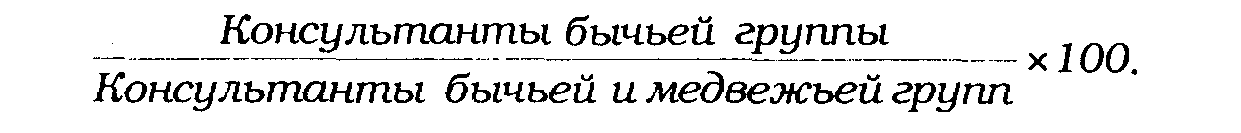 Консультанты бычьей группы
× 100.
Консультанты бычьей и медвежьей групп